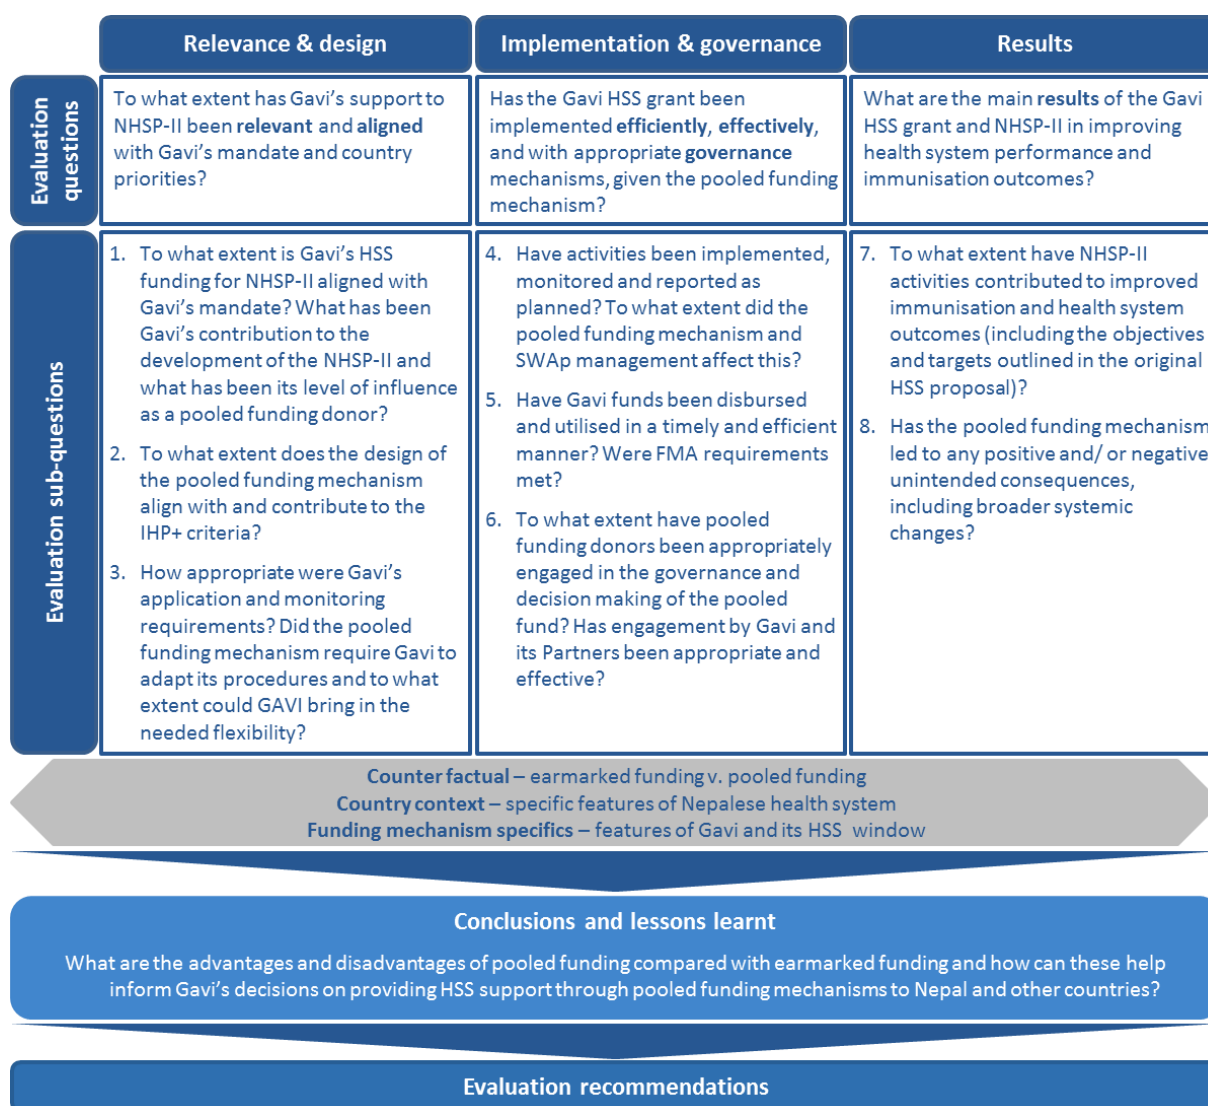 Relevance & design
Implementation & governance
Results
Evaluation
questions
To what extent has Gavi's support to
NHSP-II been relevant and aligned
with Gavi's mandate and country
priorities?
Has the Gavi HSS grant been
implemented efficiently, effectively,
and with appropriate governance
mechanisms, given the pooled funding
mechanism?
What are the main results of the Gavi
HSS grant and NHSP-II in improving
health system performance and
immunisation outcomes?
Evaluation sub-questions
1. To what extent is Gavi's HSS
funding for NHSP-II aligned with
Gavi's mandate? What has been
Gavi's contribution to the
development of the NHSP-II and
what has been its level of influence
as a pooled funding donor?
2. To what extent does the design of
the pooled funding mechanism
align with and contribute to the
IHP+ criteria?
3. How appropriate were Gavi's
application and monitoring
requirements? Did the pooled
funding mechanism require Gavi to
adapt its procedures and to what
extent could GAVI bring in the
needed flexibility?
4. Have activities been implemented,
monitored and reported as
planned? To what extent did the
pooled funding mechanism and
SWAp management affect this?
5. Have Gavi funds been disbursed
and utilised in a timely and efficient
manner? Were FMA requirements
met?
6. To what extent have pooled
funding donors been appropriately
engaged in the governance and
decision making of the pooled
fund? Has engagement by Gavi and
its Partners been appropriate and
effective?
7. To what extent have NHSP-II
activities contributed to improved
immunisation and health system
outcomes (including the objectives
and targets outlined in the original
HSS proposal)?
8. Has the pooled funding mechanism
led to any positive and/ or negative
unintended consequences,
including broader systemic
changes?
Counter factual – earmarked funding v. pooled funding
Country context – specific features of Nepalese health system
Funding mechanism specifics – features of Gavi and its HSS window
Conclusions and lessons learnt
What are the advantages and disadvantages of pooled funding compared with earmarked funding and how can these help
inform Gavi's decisions on providing HSS support through pooled funding mechanisms to Nepal and other countries?
Evaluation recommendations